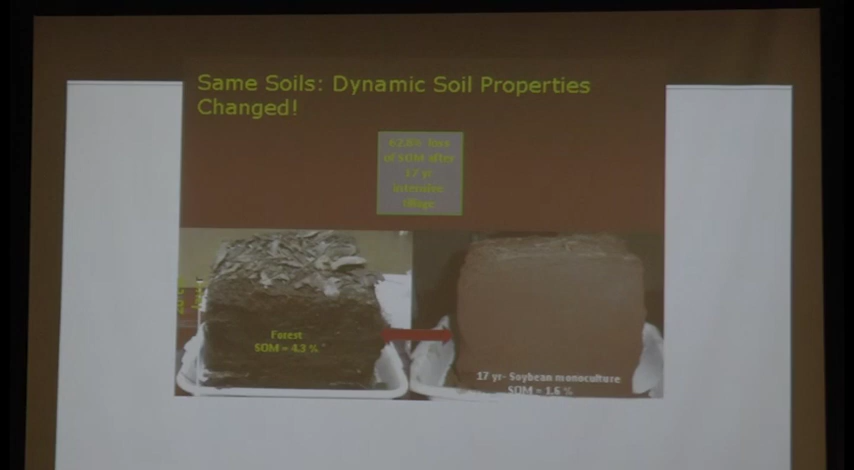 Same Soils: Dynamic Soil Properties
Changed!
62.8% loss
of SOM after
17 yr
intensive
tillage
Forest
SOM = 4.3 %
17 yr- Soybean monoculture
SOM = 1.6 %